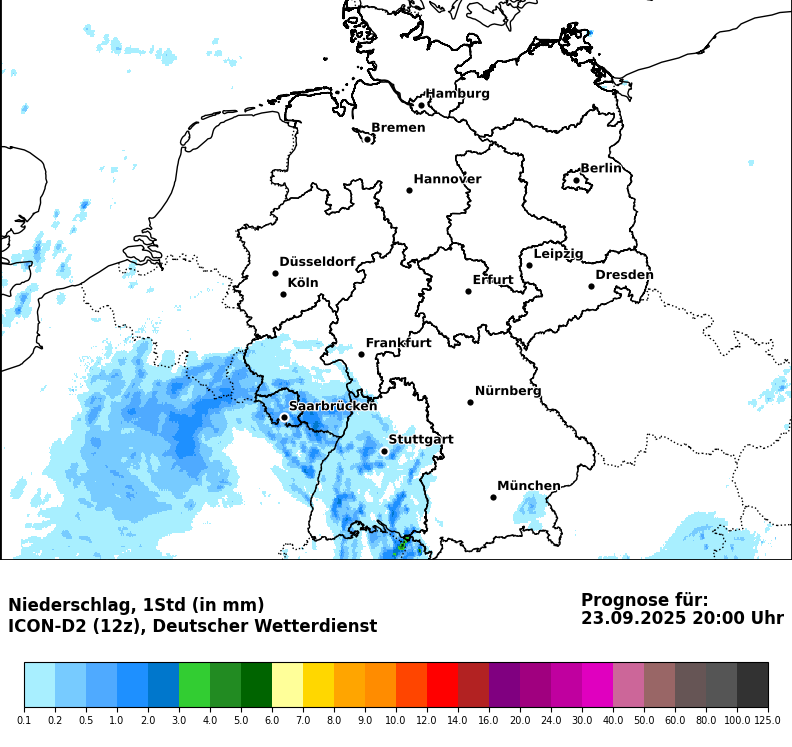 Hamburg
Bremen
Berlin
Hannover
Leipzig
Düsseldorf
Dresden
Köln
Erfurt
Frankfurt
Nürnberg
Saarbrücken
Stuttgart
München
Niederschlag, 1Std (in mm)
ICON-D2 (12z), Deutscher Wetterdienst
Prognose für:
23.09.2025 20:00 Uhr
0.1 0.2 0.5 1.0 2.0 3.0 4.0 5.0 6.0 7.0 8.0 9.0 10.0 12.0 14.0 16.0 20.0 24.0 30.0 40.0 50.0 60.0 80.0 100.0 125.0